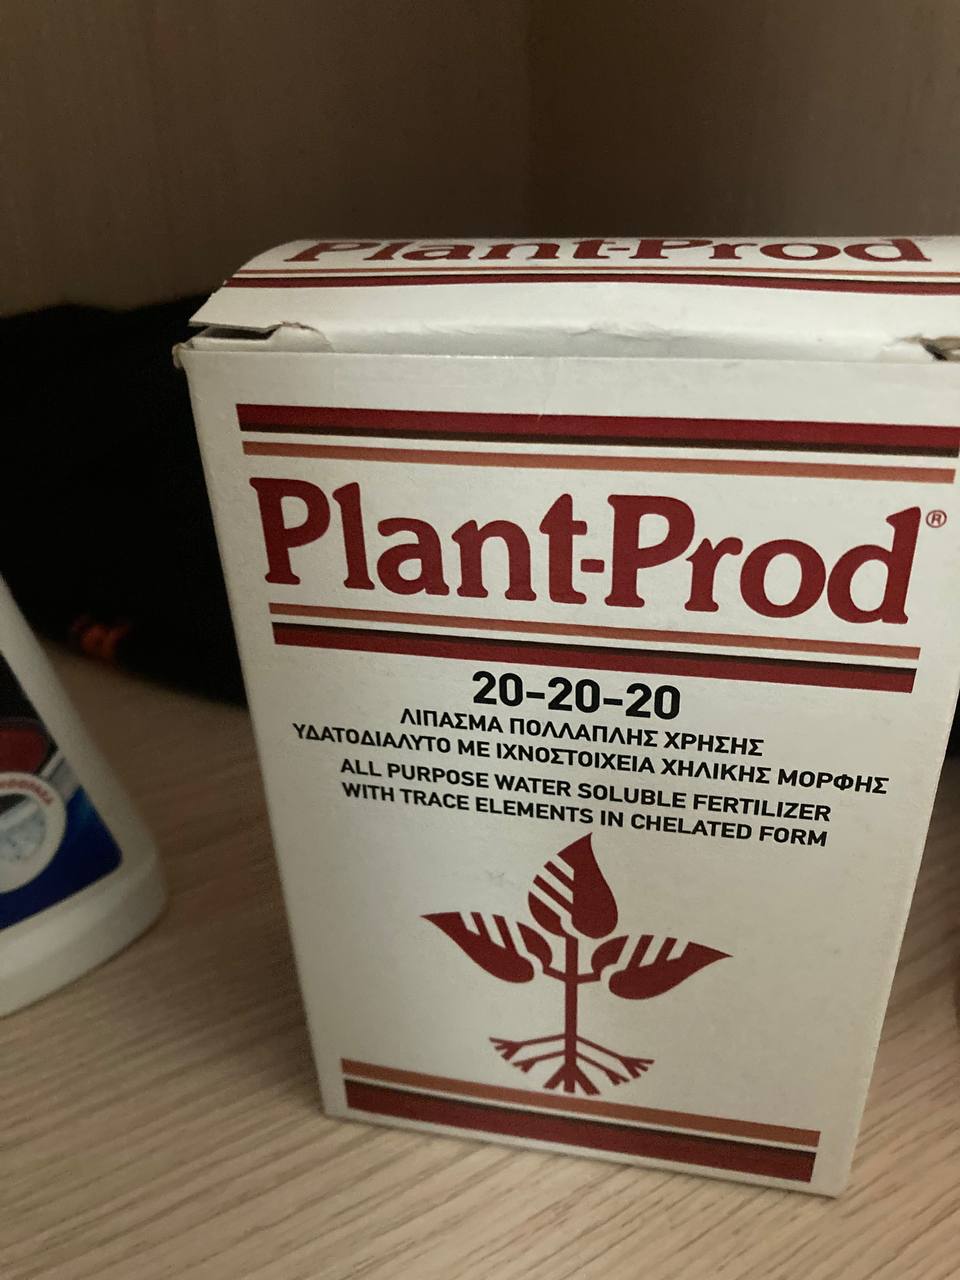 Plant-Prod
Plant-Prod®
20-20-20
ΛΙΠΑΣΜΑ ΠΟΛΛΑΠΛΗΣ ΧΡΗΣΗΣ
ΥΔΑΤΟΔΙΑΛΥΤΟ ΜΕ ΙΧΝΟΣΤΟΙΧΕΙΑ ΧΗΛΙΚΗΣ ΜΟΡΦΗΣ
ALL PURPOSE WATER SOLUBLE FERTILIZER
WITH TRACE ELEMENTS IN CHELATED FORM